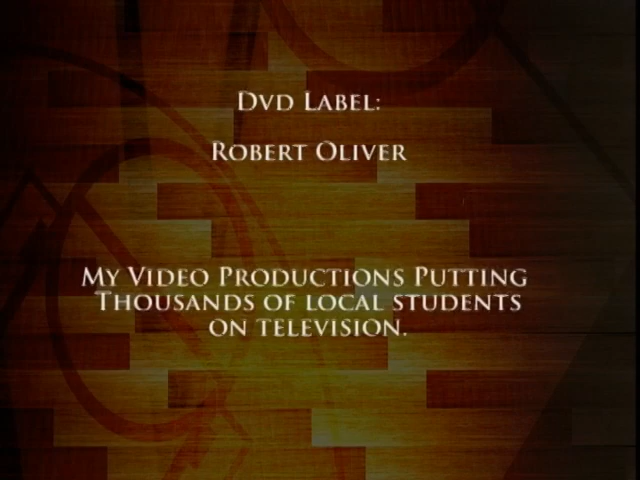 DVD LABEL:
ROBERT OLIVER
MY VIDEO PRODUCTIONS PUTTING
THOUSANDS OF LOCAL STUDENTS
ON TELEVISION.